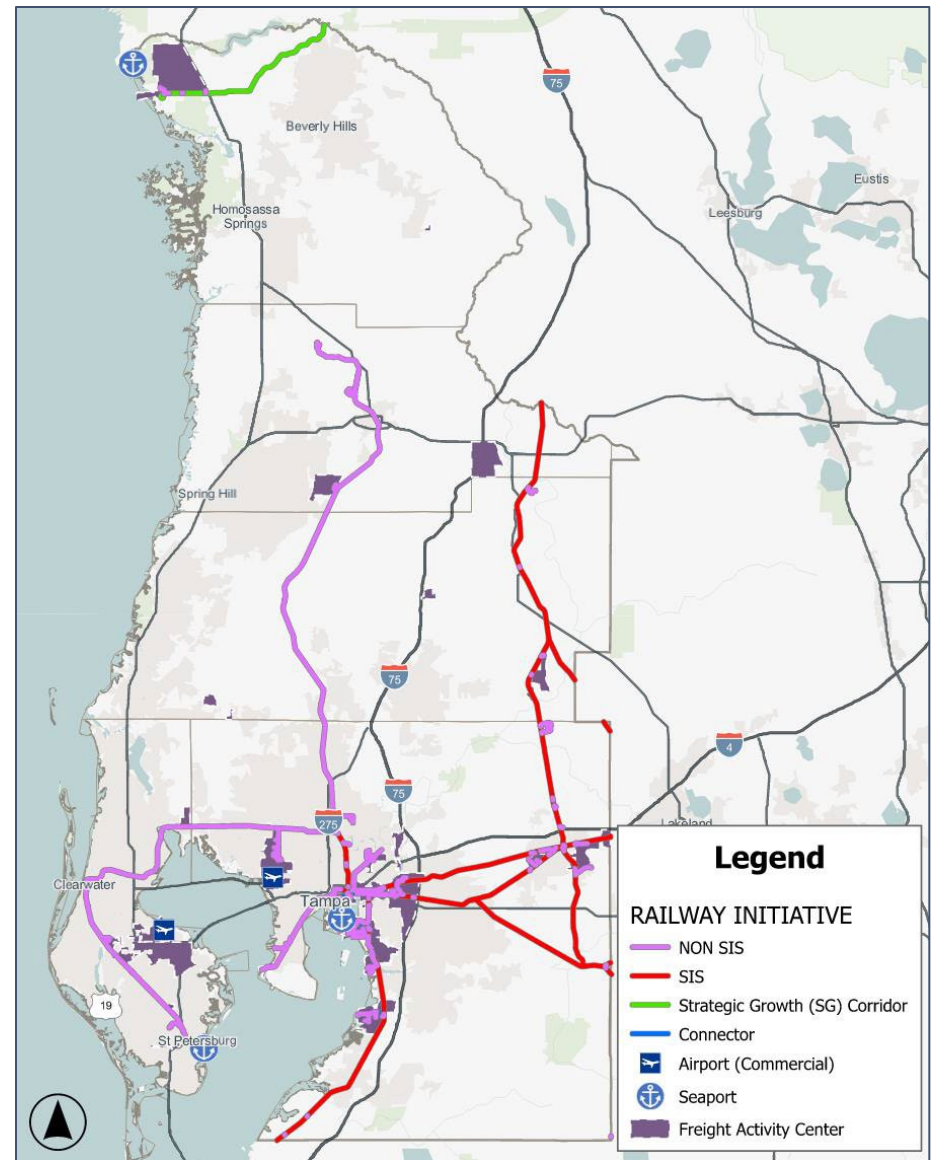 75
Beverly Hills
Eustis
Leesburg
Homosassa
Springs
Spring Hill
75
4
75
275
Lakeland
Clearwater
Tampa
19
St Petersburg
Legend
RAILWAY INITIATIVE
NON SIS
SIS
Strategic Growth (SG) Corridor
Connector
Airport (Commercial)
Seaport
Freight Activity Center